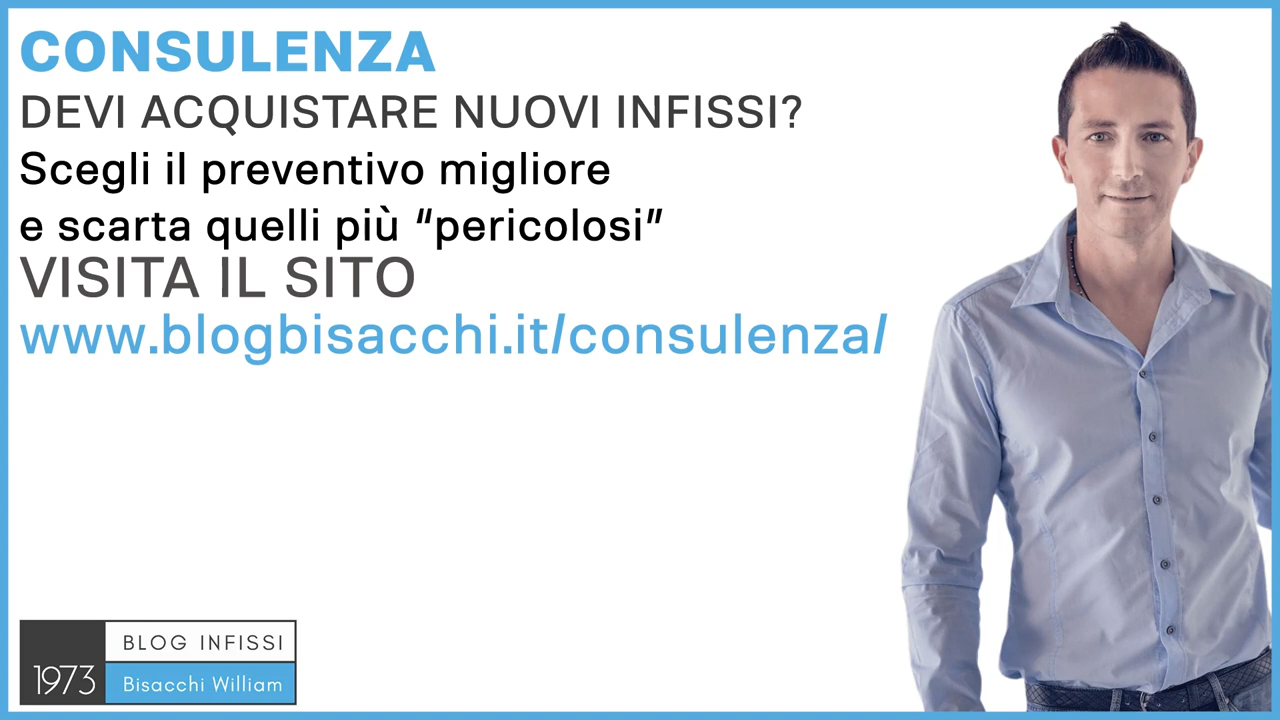 CONSULENZA
DEVI ACQUISTARE NUOVI INFISSI?
Scegli il preventivo migliore
e scarta quelli più “pericolosi”
VISITA IL SITO
www.blogbisacchi.it/consulenza/
BLOG INFISSI
1973
Bisacchi William